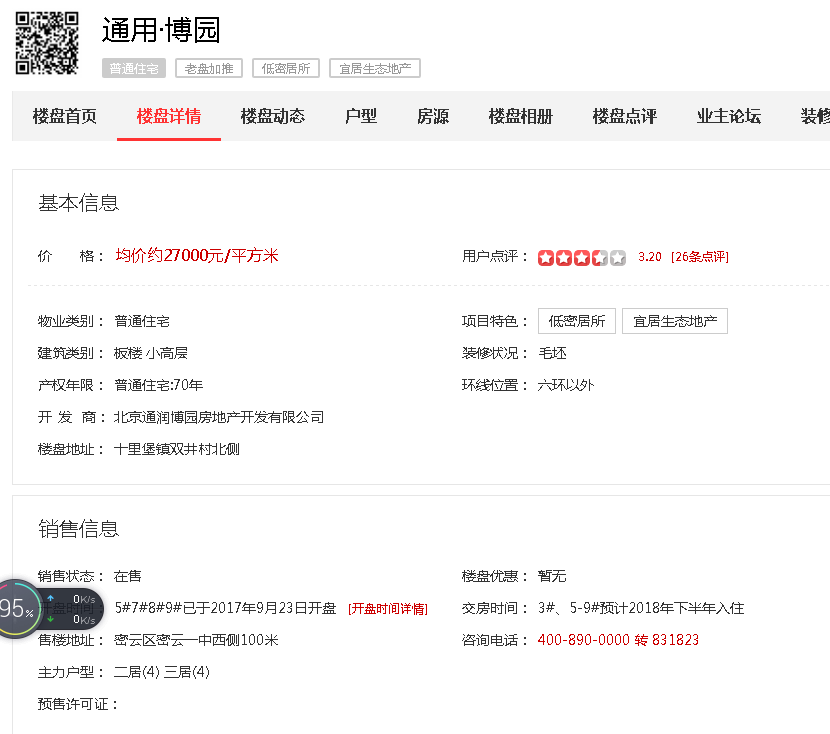 通用·博园
普通住宅 老盘加推 低密居所 宜居生态地产
楼盘首页 楼盘详情 楼盘动态 户型 房源 楼盘相册 楼盘点评 业主论坛 装修
基本信息
价 格： 均价约27000元/平方米 用户点评： 3.20 [26条点评]
物业类别： 普通住宅 项目特色： 低密居所 宜居生态地产
建筑类别： 板楼 小高层 装修状况： 毛坯
产权年限： 普通住宅:70年 环线位置： 六环以外
开 发 商： 北京通润博园房地产开发有限公司
楼盘地址： 十里堡镇双井村北侧
销售信息
销售状态： 在售 楼盘优惠： 暂无
开盘时间： 5#7#8#9#已于2017年9月23日开盘 [开盘时间详情] 交房时间： 3#、5-9#预计2018年下半年入住
95% 0K/s
0K/s
售楼地址： 密云区密云一中西侧100米 咨询电话： 400-890-0000 转 831823
主力户型： 二居(4) 三居(4)
预售许可证：